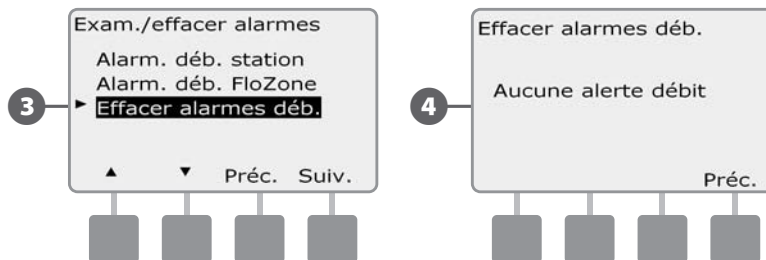 Exam./effacer alarmes
Alarm. déb. station
Alarm. déb. FloZone
3
Effacer alarmes déb.
Préc. Suiv.
Effacer alarmes déb.
4
Aucune alerte débit
Préc.